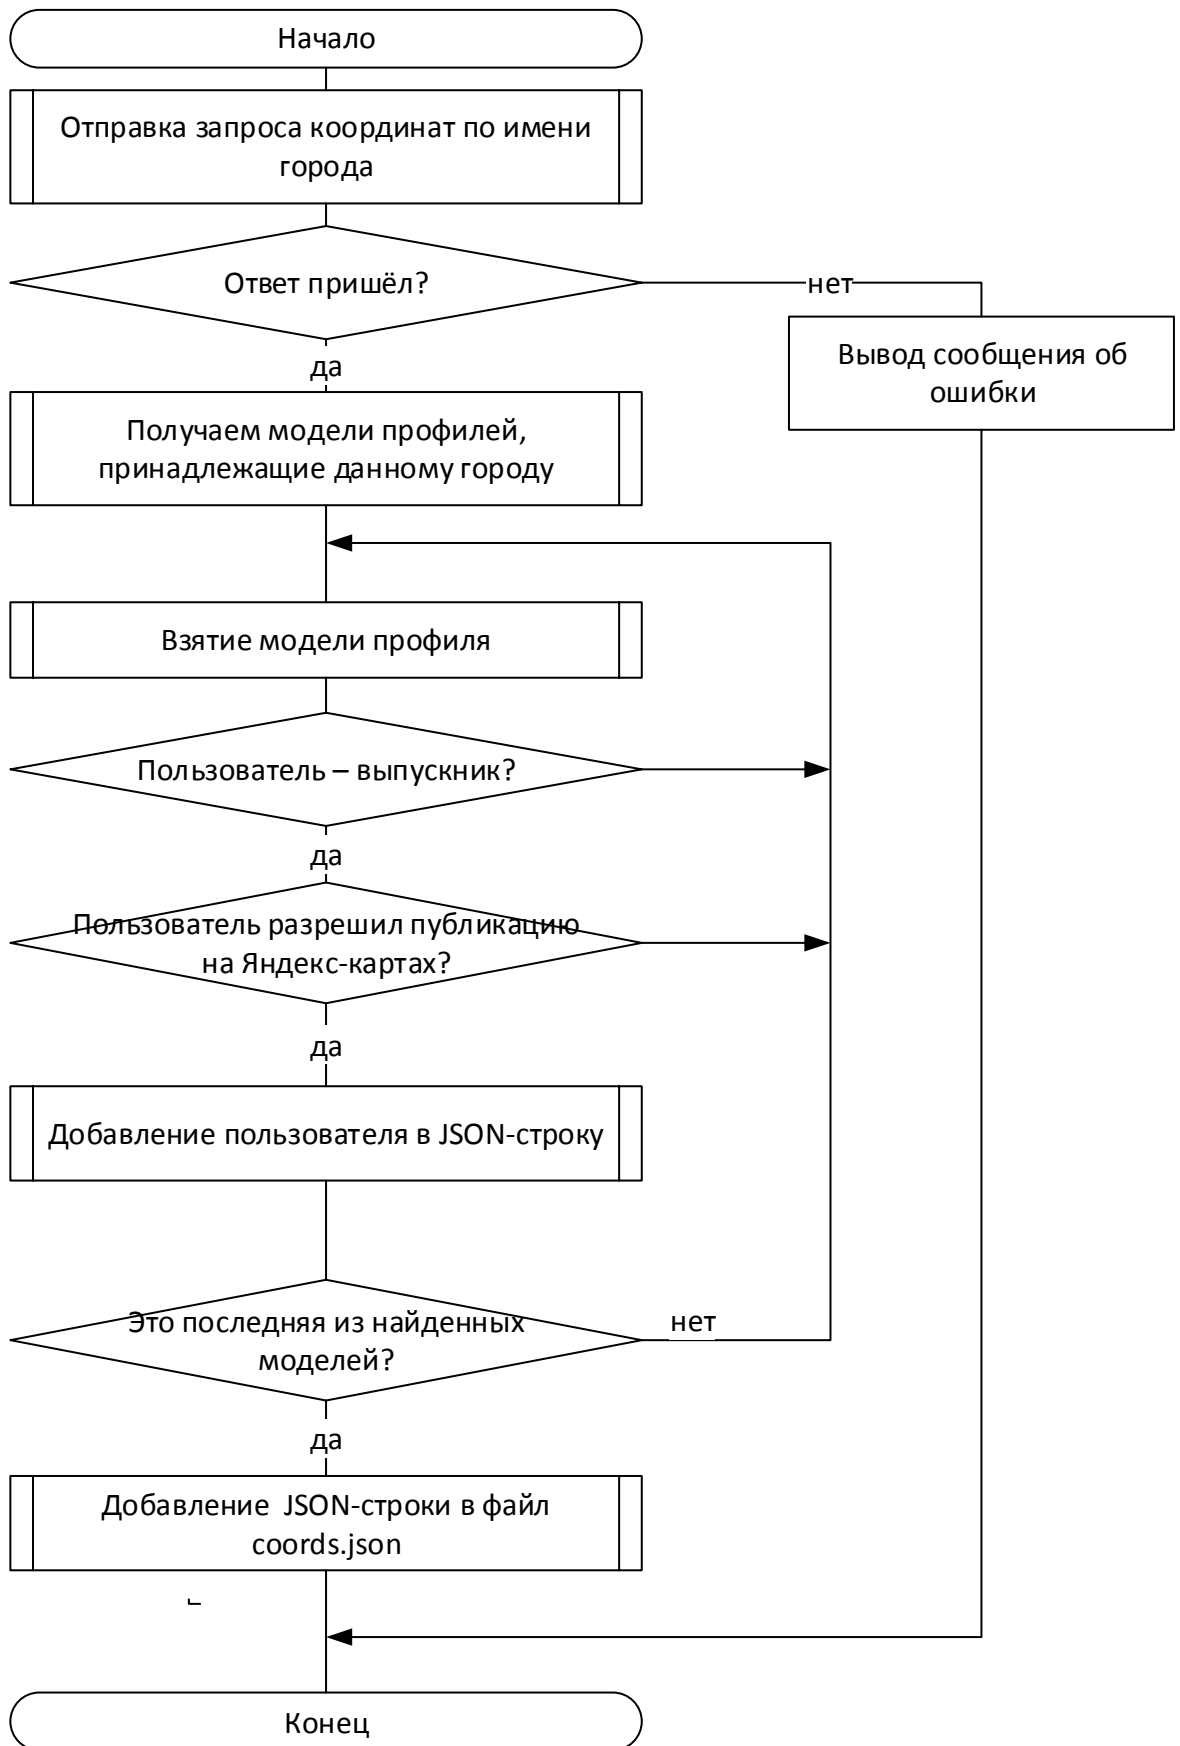 Начало
Отправка запроса координат по имени
города
Ответ пришёл?
нет
Вывод сообщения об
ошибки
да
Получаем модели профилей,
принадлежащие данному городу
Взятие модели профиля
Пользователь – выпускник?
да
Пользователь разрешил публикацию
на Яндекс-картах?
да
Добавление пользователя в JSON-строку
Это последняя из найденных
моделей?
нет
да
Добавление  JSON-строки в файл
coords.json
Конец